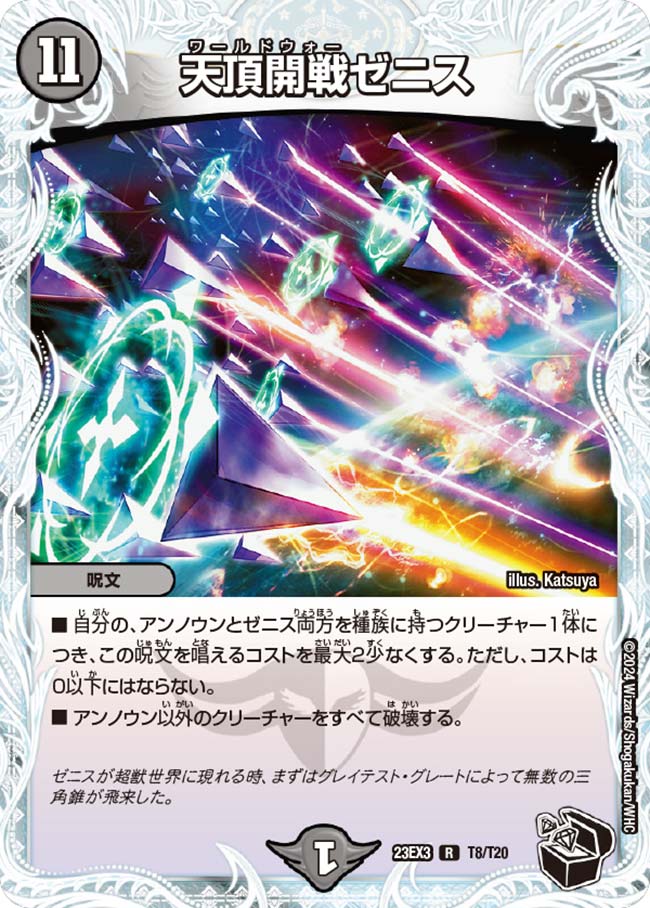 11
ワールドウォー
天頂開戦ゼニス
呪文
illus. Katsuya
■ 自分の、アンノウンとゼニス両方を種族に持つクリーチャー1体に
つき、この呪文を唱えるコストを最大2少なくする。ただし、コストは
0以下にはならない。
■ アンノウン以外のクリーチャーをすべて破壊する。
ゼニスが超獣世界に現れる時、まずはグレイテスト・グレートによって無数の三
角錐が飛来した。
©2024 Wizards/Shogakukan/WHC
1
23EX3 R T8/T20